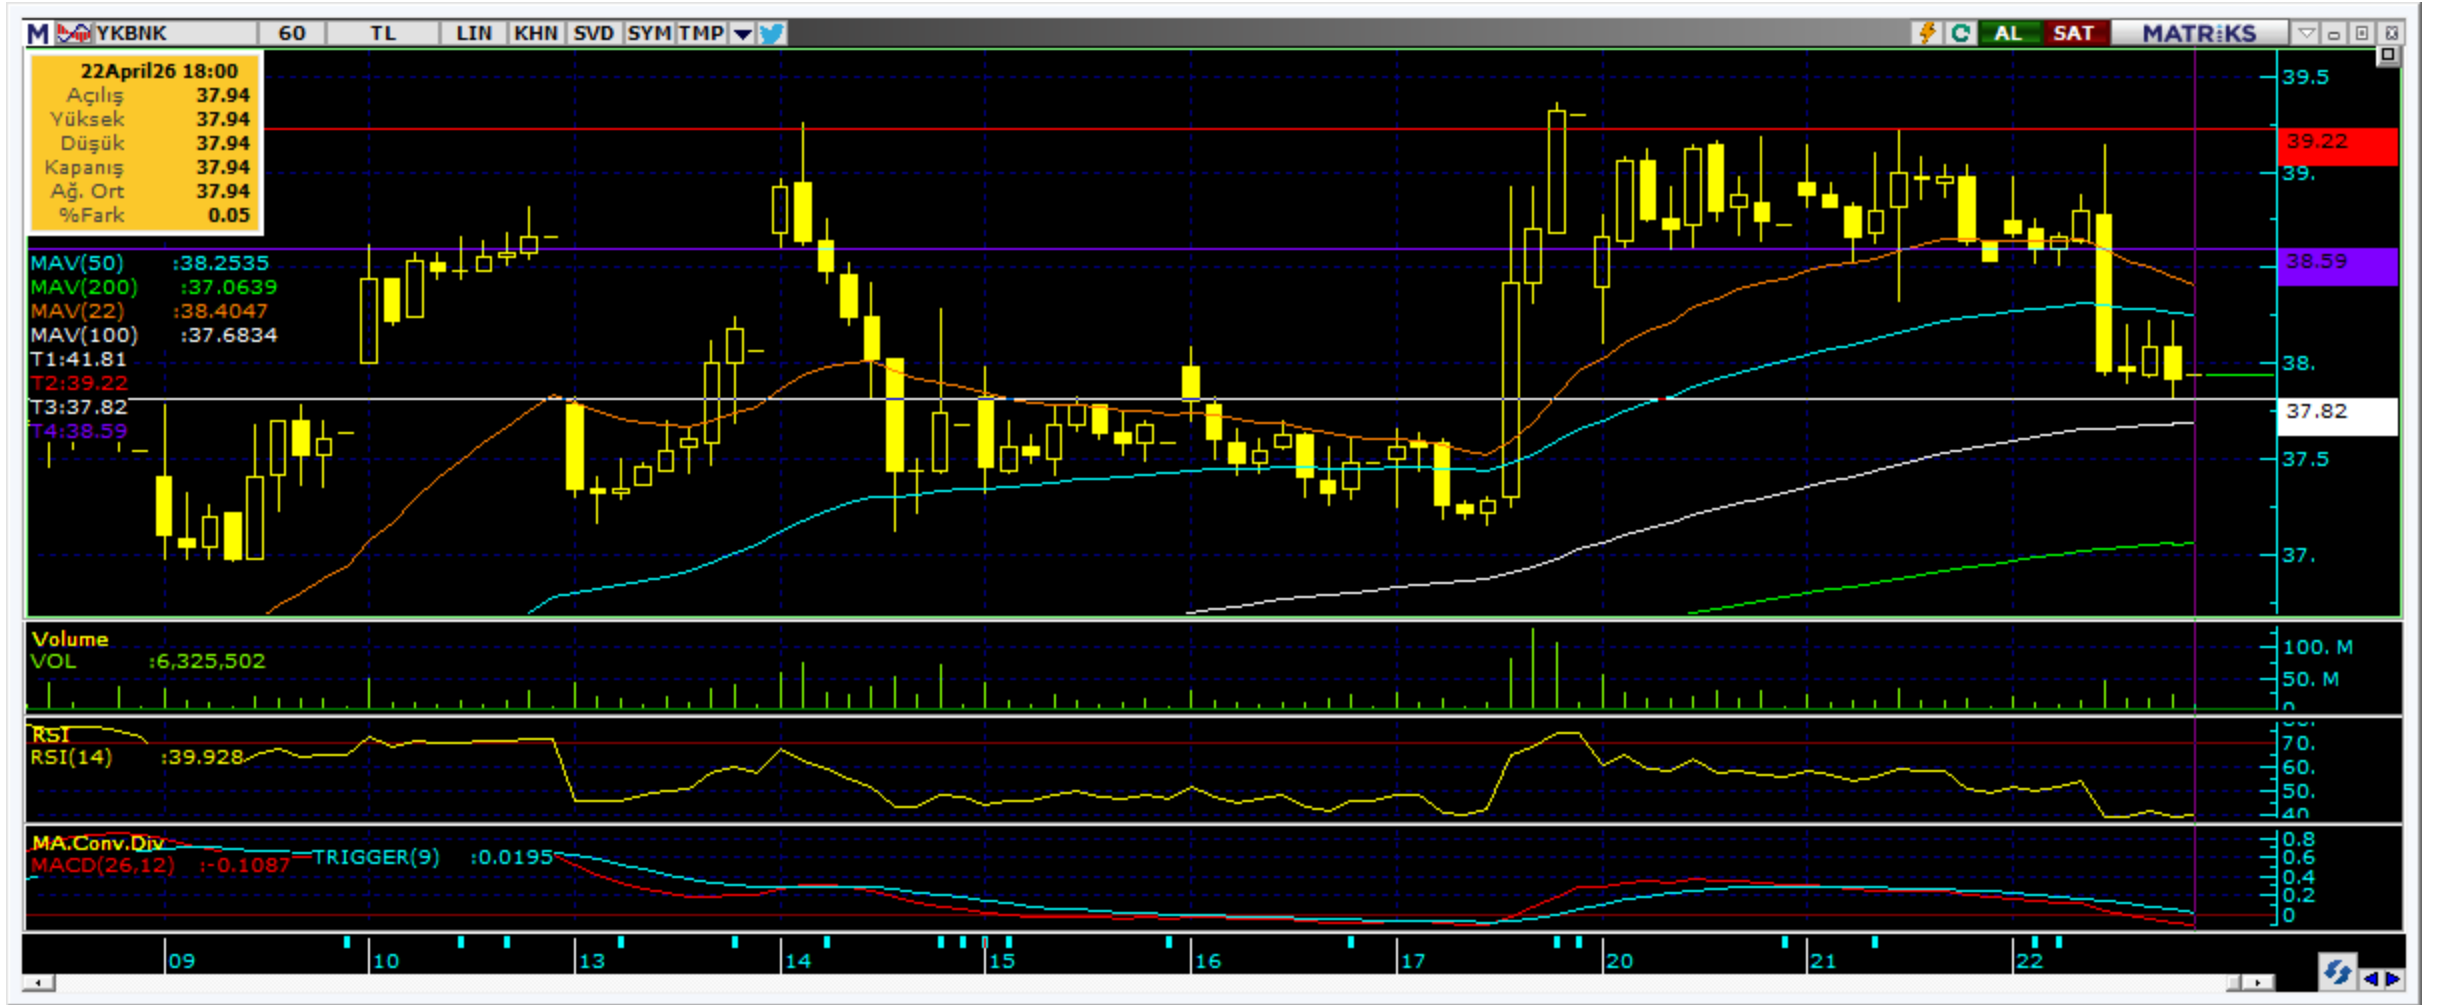 M YKBNK 60 TL LIN KHN SVD SYM TMP AL SAT MATRiKS
22April26 18:00
Açılış 37.94
Yüksek 37.94
Düşük 37.94
Kapanış 37.94
Ağ. Ort 37.94
%Fark 0.05
MAV(50) :38.2535
MAV(200) :37.0639
MAV(22) :38.4047
MAV(100) :37.6834
T1:41.81
T2:39.22
T3:37.82
T4:38.59
39.5
39.22
39.
38.59
38.
37.82
37.5
37.
Volume
VOL :6,325,502
100. M
50. M
0
RSI
RSI(14) :39.928
70.
60.
50.
40
MA.Conv.Div
MACD(26,12) :-0.1087 TRIGGER(9) :0.0195
0.8
0.6
0.4
0.2
0
09 10 13 14 15 16 17 20 21 22